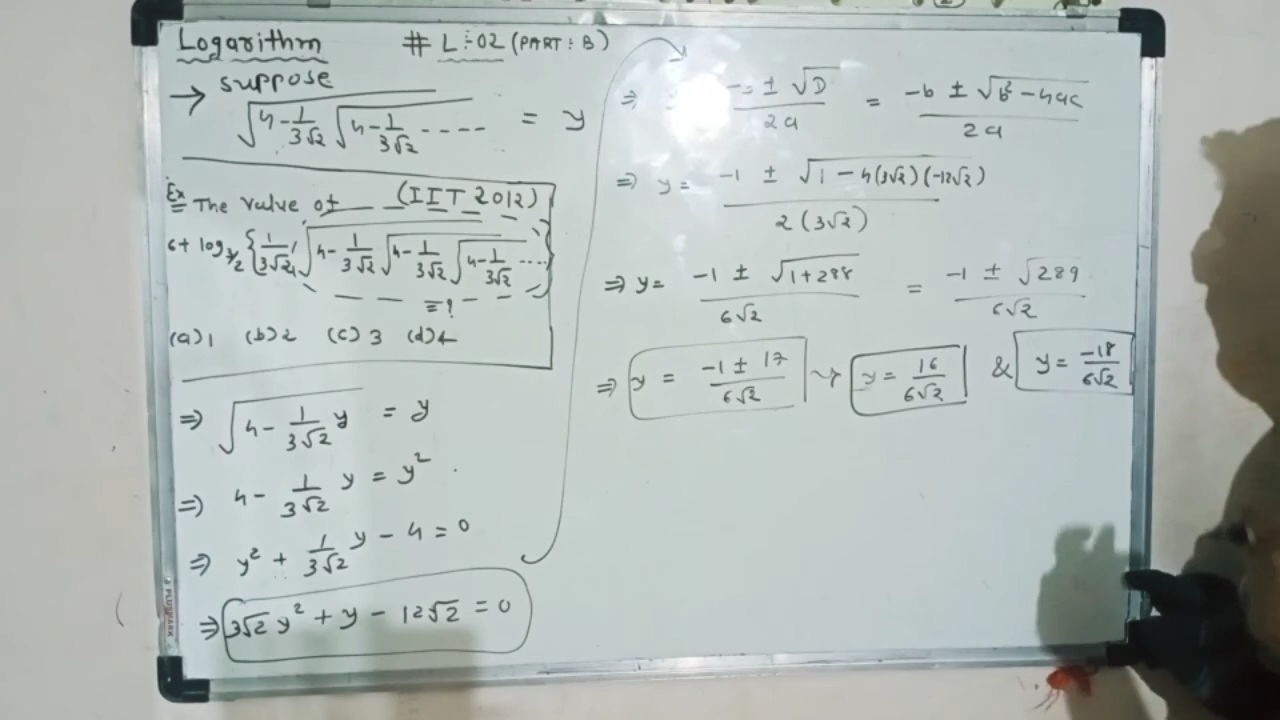 Logarithm # L:-02 (PART: B)
→ suppose
√(4 - 1/3√2 √(4 - 1/3√2 ---- = y
Ex The value of ____ (IIT 2012)
6+ log 3/2 {1/3√2 √(4 - 1/3√2 √(4 - 1/3√2 √(4 - 1/3√2 ....}
= ?
(a) 1 (b) 2 (c) 3 (d) 4
⇒ √(4 - 1/3√2 y) = y
⇒ 4 - 1/3√2 y = y²
⇒ y² + 1/3√2 y - 4 = 0
⇒ 3√2 y² + y - 12√2 = 0
⇒ ± √D / 2a = -b ± √(b² - 4ac) / 2a
⇒ y = -1 ± √(1 - 4(3√2)(-12√2)) / 2(3√2)
⇒ y = -1 ± √(1+288) / 6√2 = -1 ± √289 / 6√2
⇒ y = -1 ± 17 / 6√2 → y = 16/6√2 & y = -18/6√2
PLUSMARK